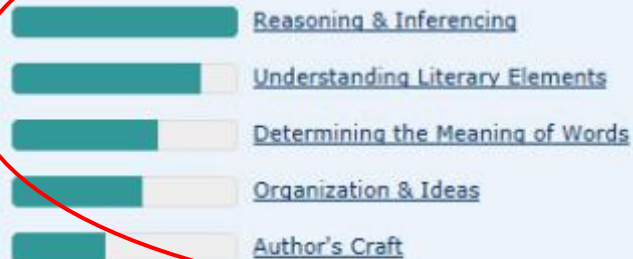 Reasoning & Inferencing
Understanding Literary Elements
Determining the Meaning of Words
Organization & Ideas
Author's Craft